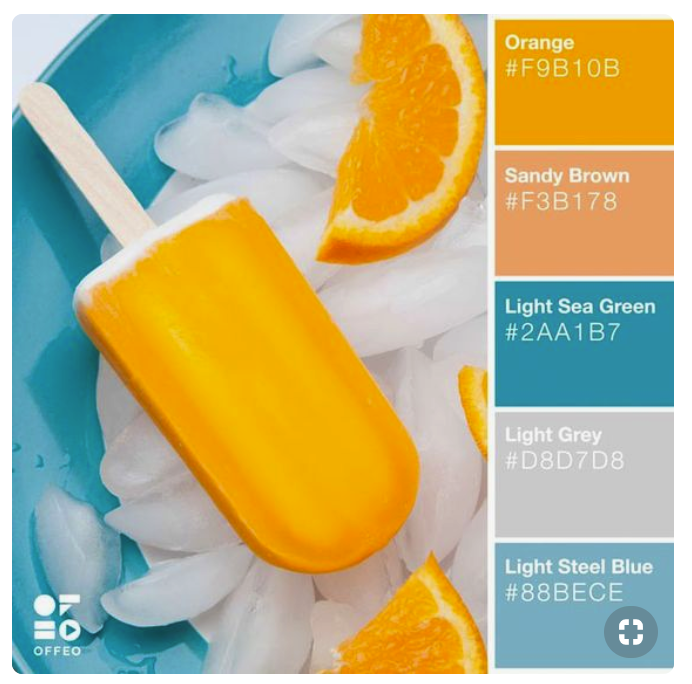 Orange
#F9B10B
Sandy Brown
#F3B178
Light Sea Green
#2AA1B7
Light Grey
#D8D7D8
Light Steel Blue
#88BECE
OFFEO